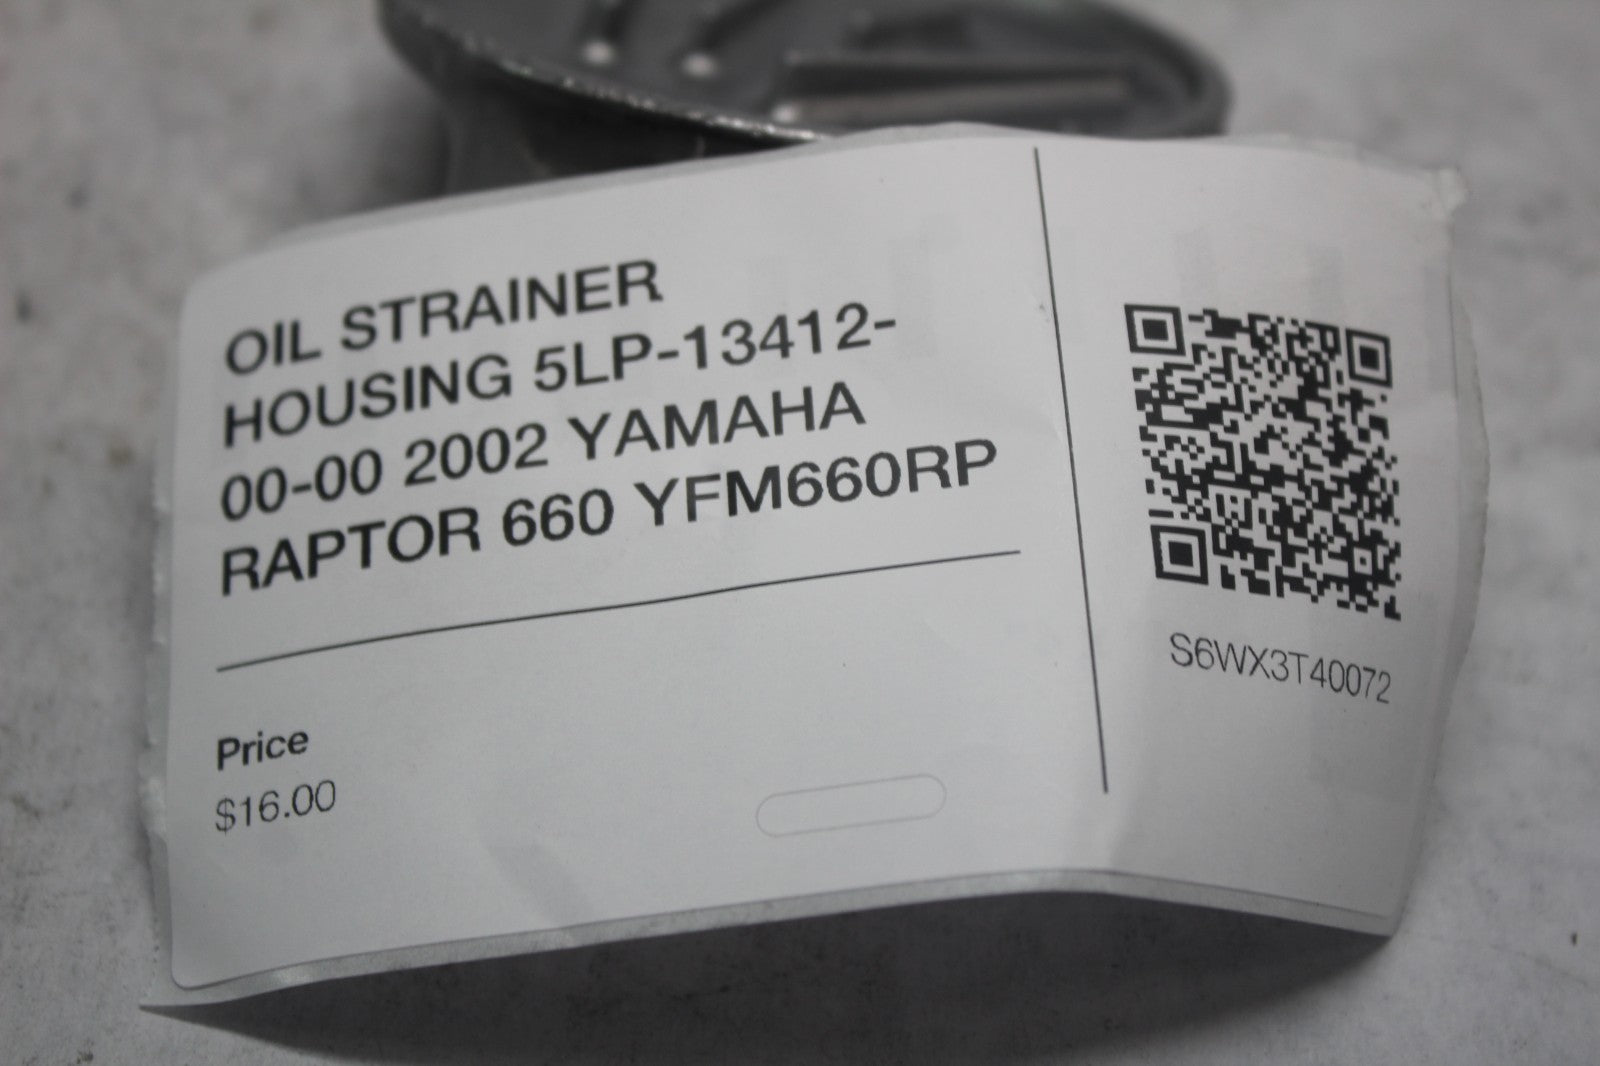 OIL STRAINER
HOUSING 5LP-13412-
00-00 2002 YAMAHA
RAPTOR 660 YFM660RP
Price
$16.00
S6WX3T40072